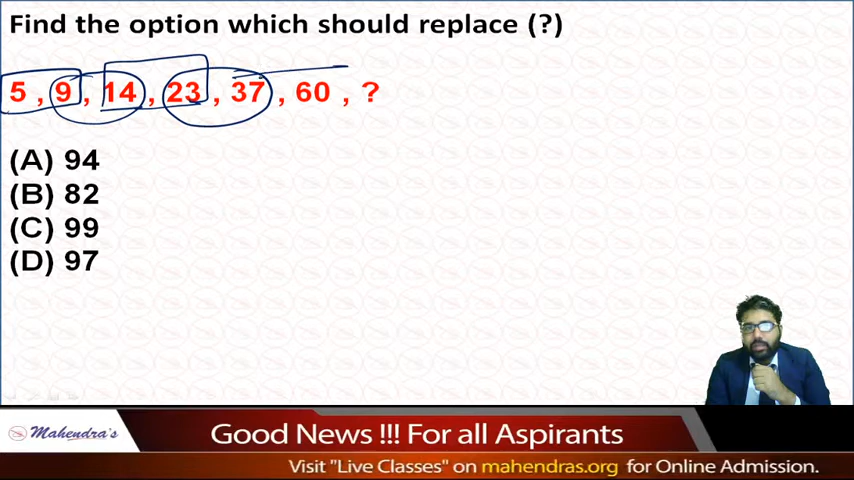 Find the option which should replace (?)
5 , 9 , 14 , 23 , 37 , 60 , ?
(A) 94
(B) 82
(C) 99
(D) 97
Mahendra's
Good News !!! For all Aspirants
Visit "Live Classes" on mahendras.org for Online Admission.